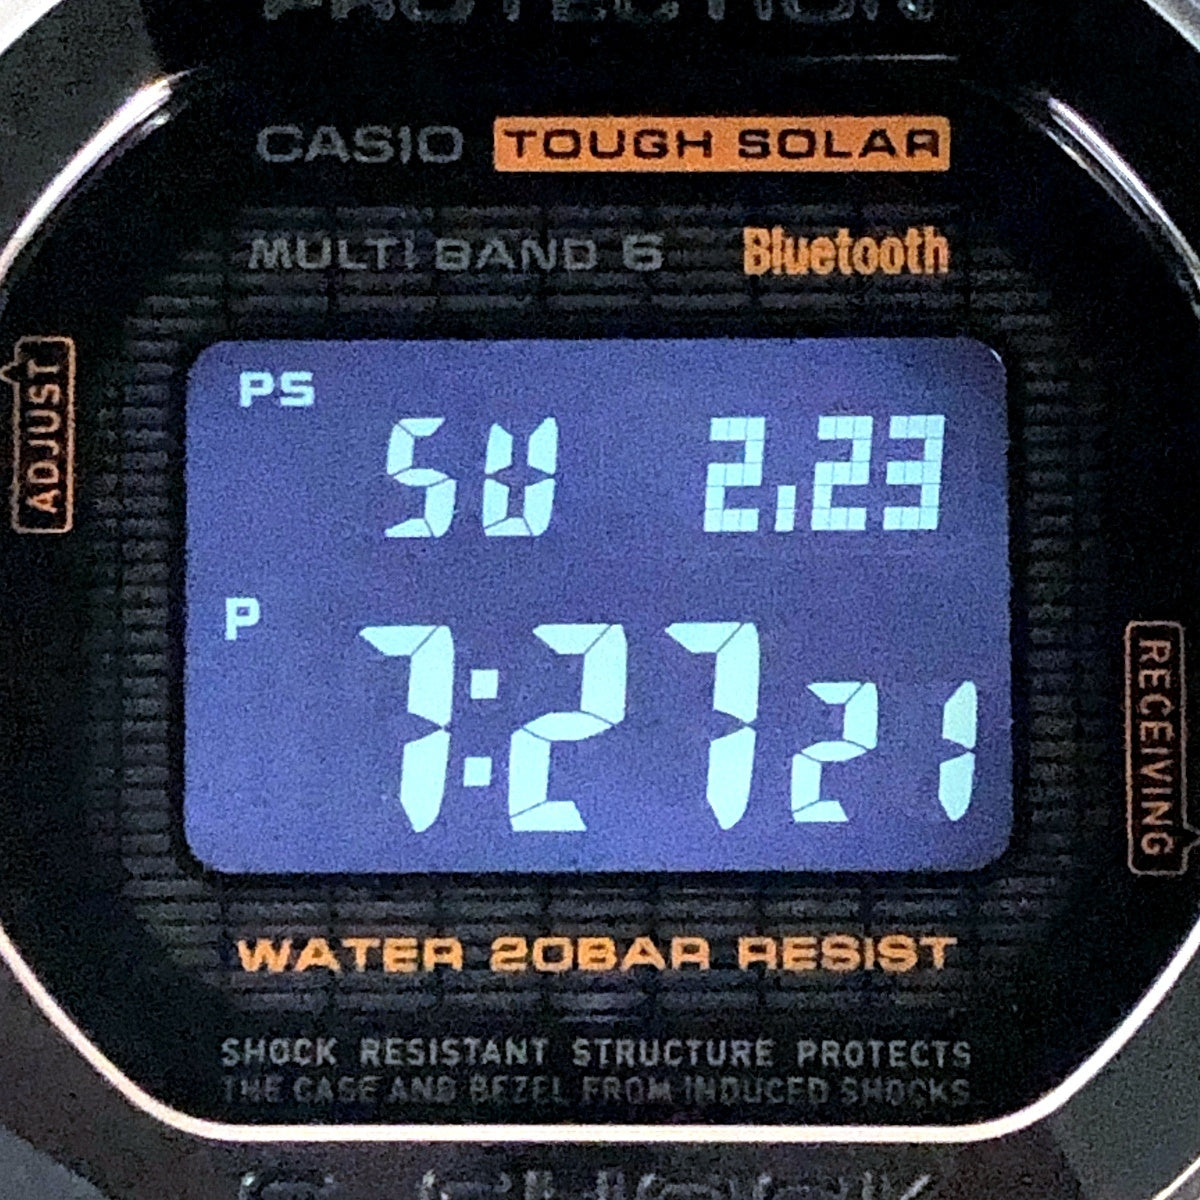 PROTECTION
CASIO TOUGH SOLAR
MULTI BAND 6 Bluetooth
ADJUST
PS
SU 2.23
P
7:27 21
RECEIVING
WATER 20BAR RESIST
SHOCK RESISTANT STRUCTURE PROTECTS
THE CASE AND BEZEL FROM INDUCED SHOCKS